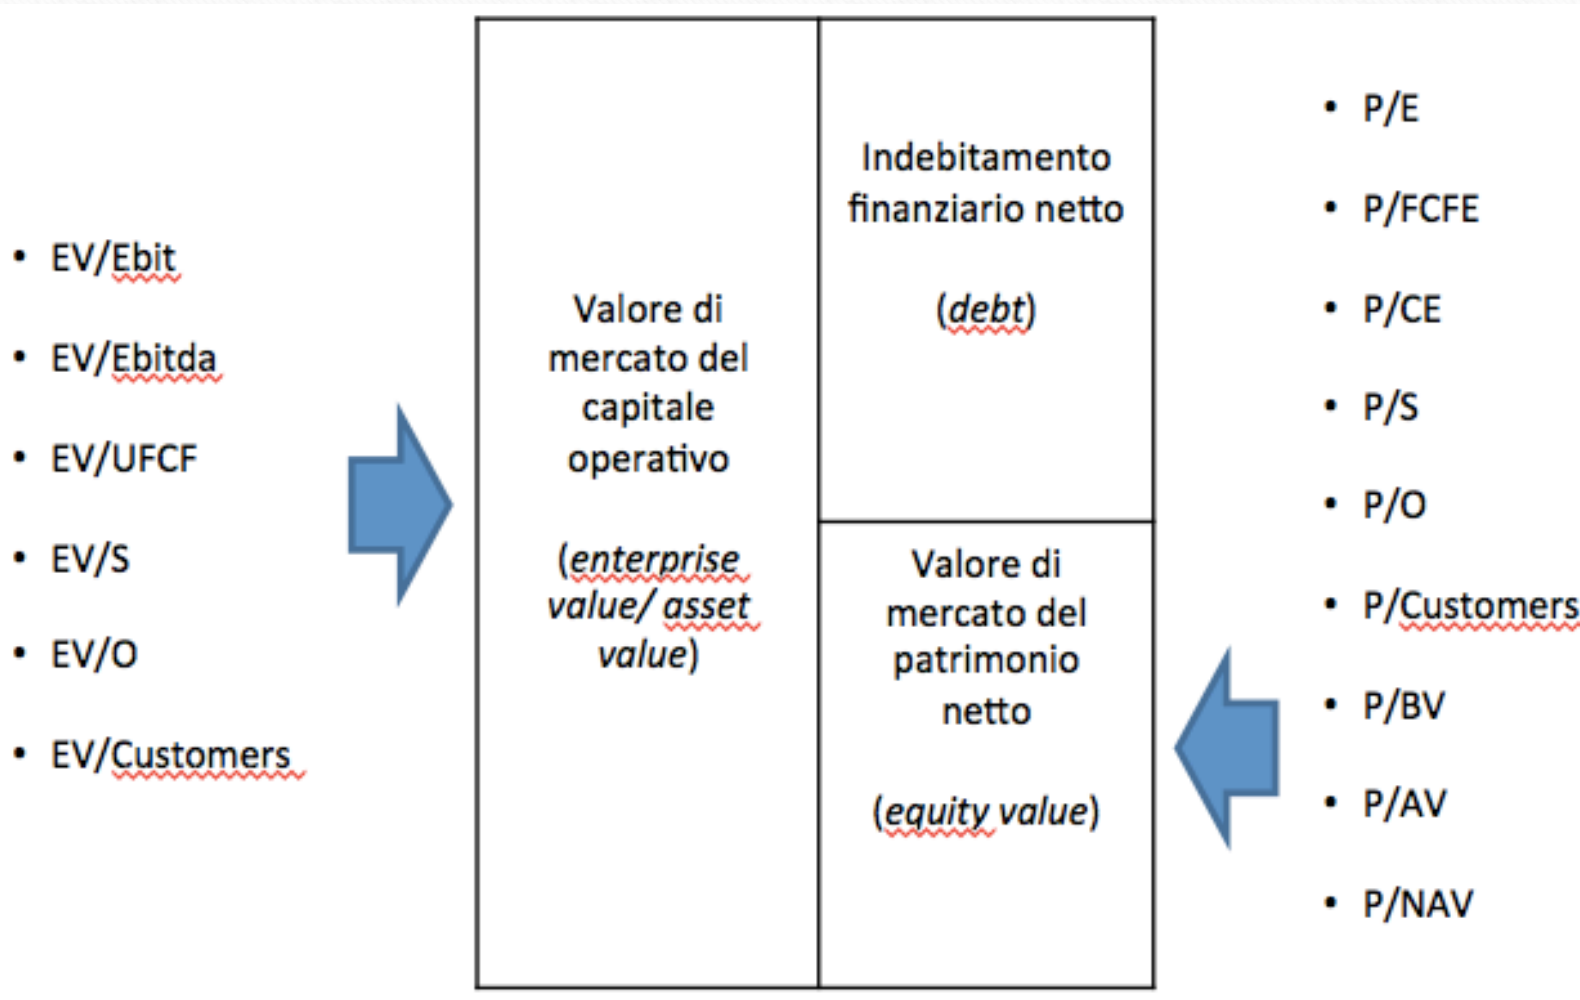 • EV/Ebit
• EV/Ebitda
• EV/UFCF
• EV/S
• EV/O
• EV/Customers
Valore di
mercato del
capitale
operativo
(enterprise
value/ asset
value)
Indebitamento
finanziario netto
(debt)
Valore di
mercato del
patrimonio
netto
(equity value)
• P/E
• P/FCFE
• P/CE
• P/S
• P/O
• P/Customers
• P/BV
• P/AV
• P/NAV